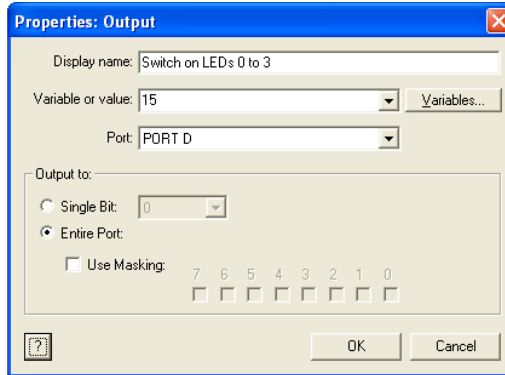 Properties: Output
Display name: Switch on LEDs 0 to 3
Variable or value: 15 Variables...
Port: PORT D
Output to:
Single Bit: 0
Entire Port:
Use Masking: 7 6 5 4 3 2 1 0
? OK Cancel